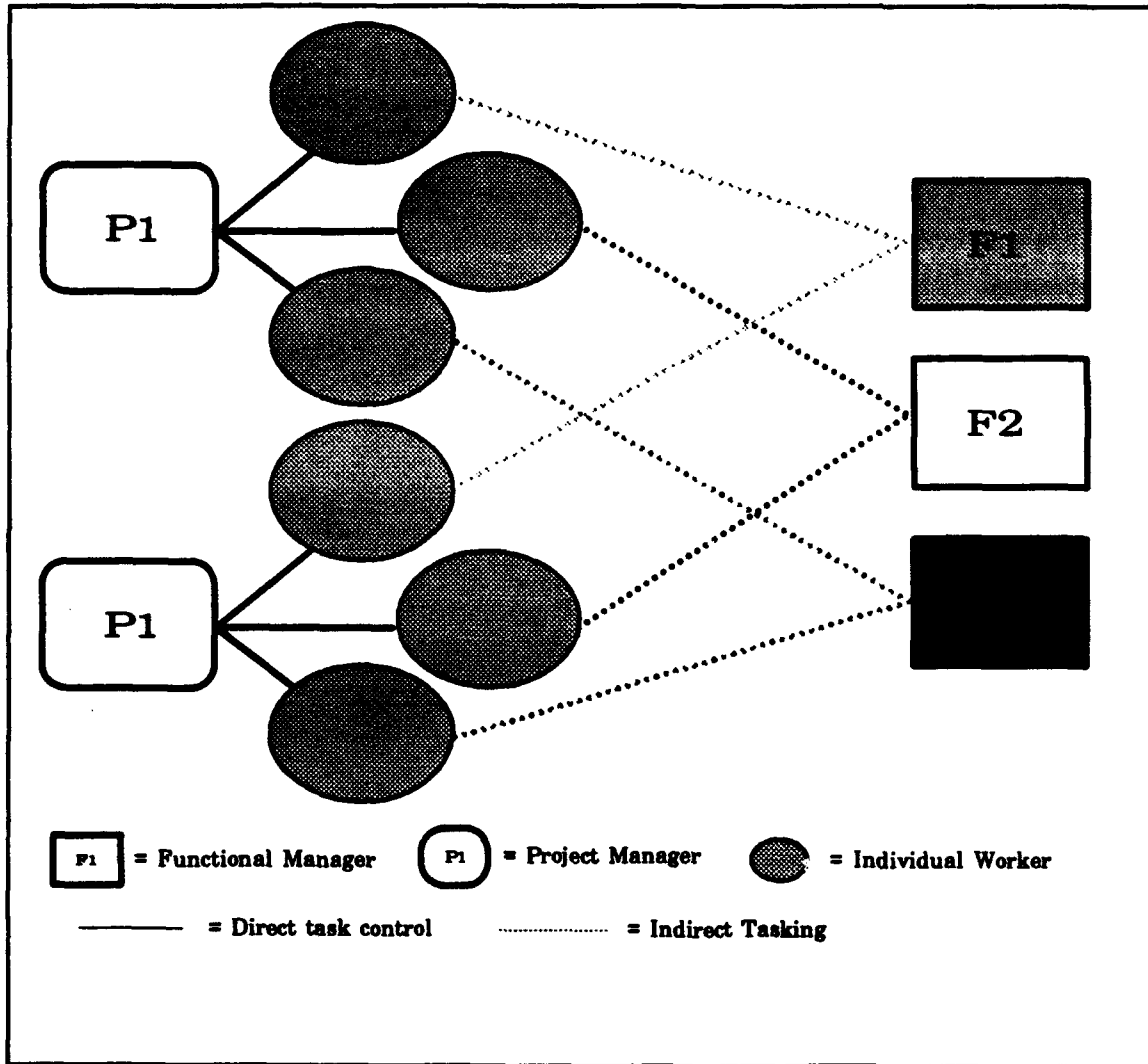 P1
F1
F2
P1
F1 = Functional Manager P1 = Project Manager = Individual Worker
= Direct task control = Indirect Tasking